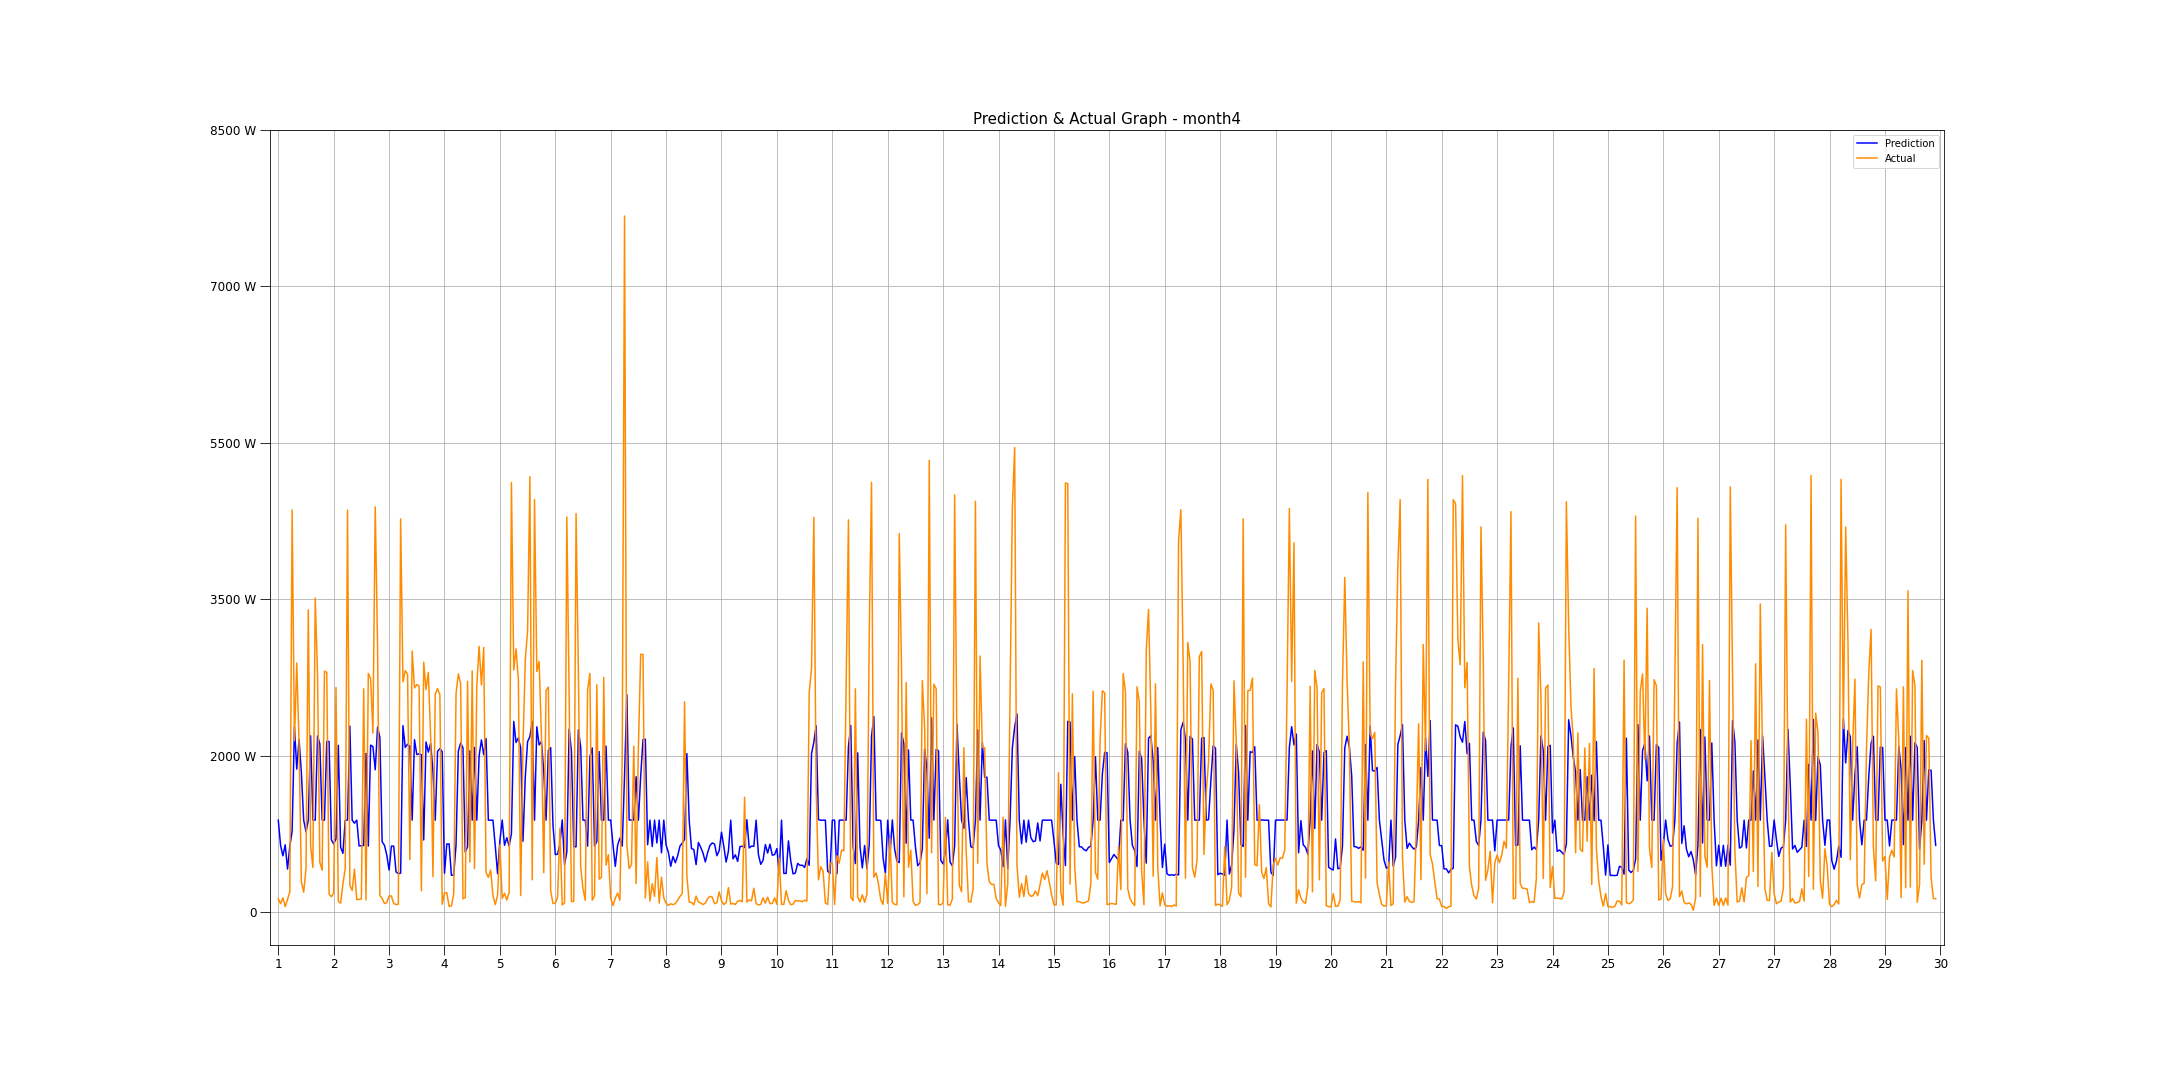 Prediction & Actual Graph - month4
8500 W
Prediction
Actual
7000 W
5500 W
3500 W
2000 W
0
1 2 3 4 5 6 7 8 9 10 11 12 13 14 15 16 17 18 19 20 21 22 23 24 25 26 27 27 28 29 30